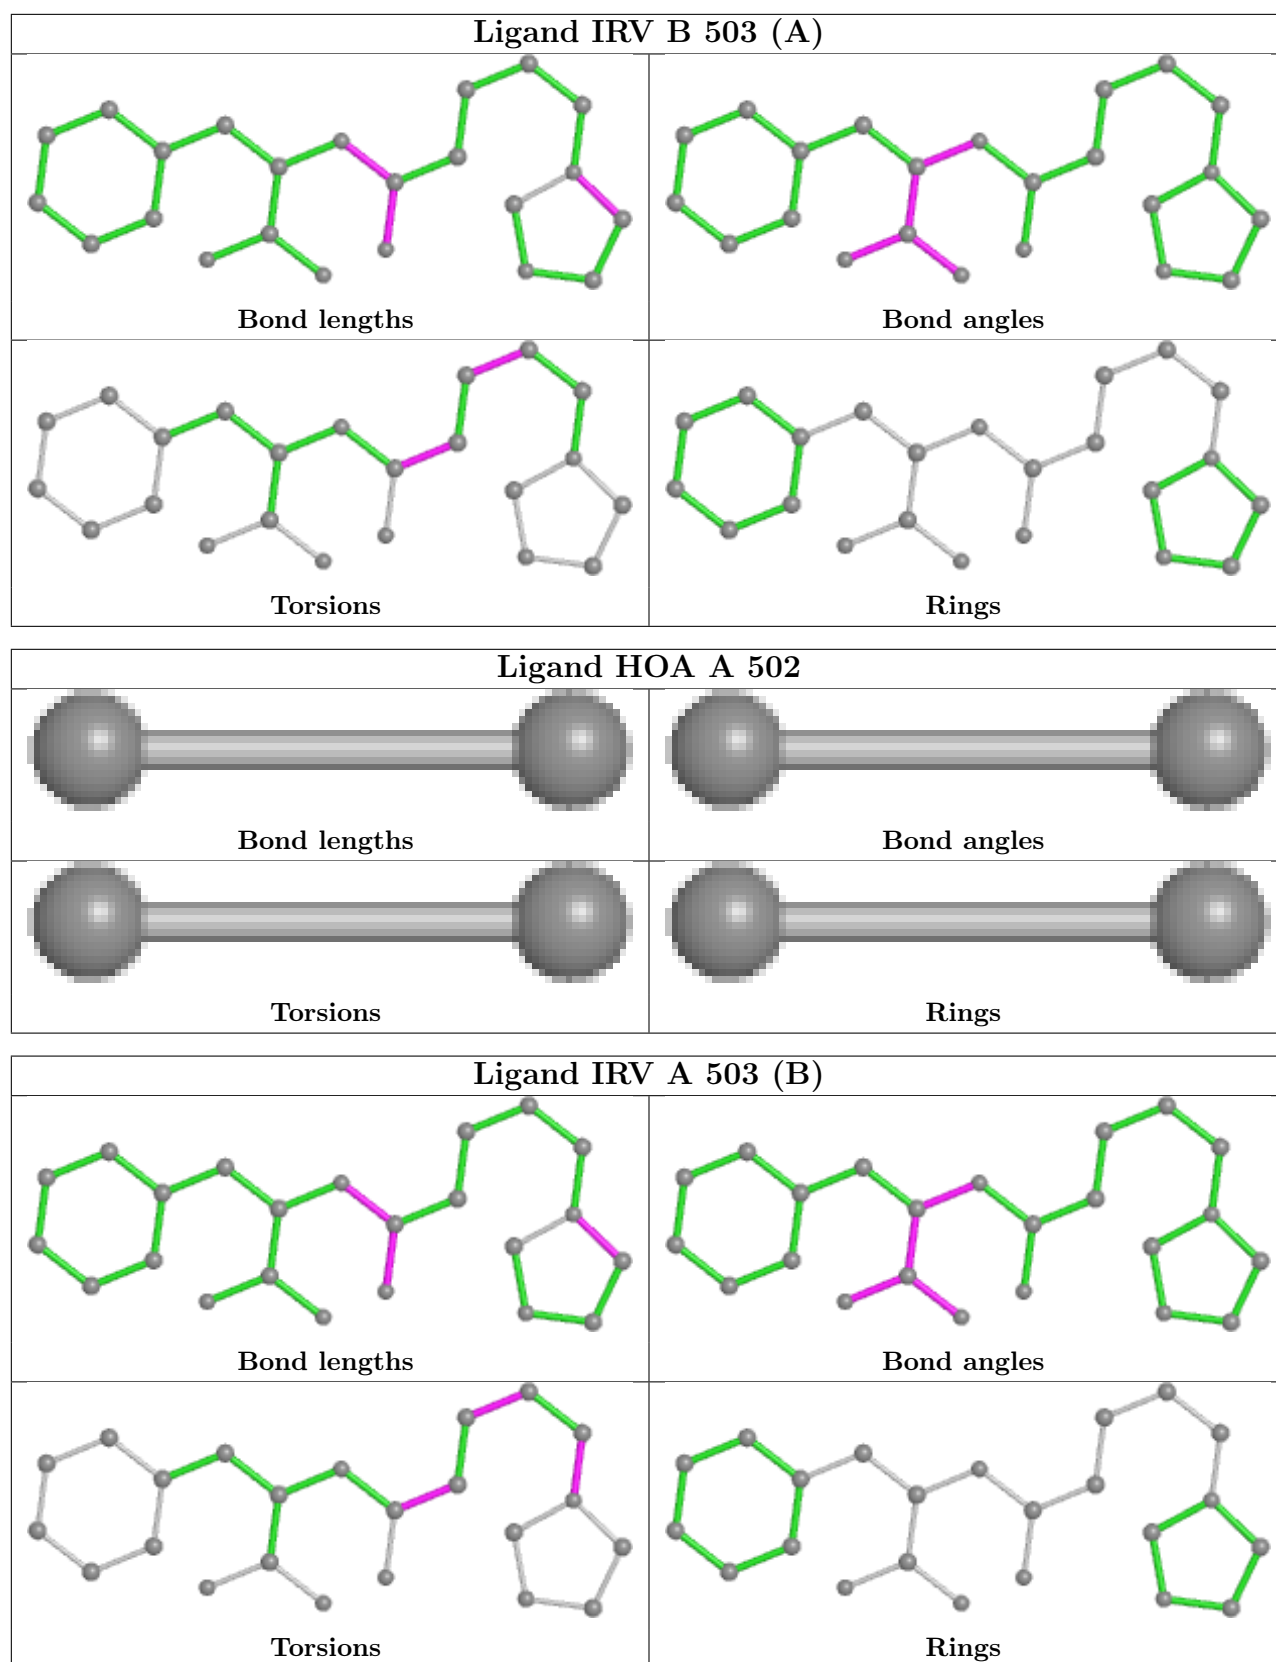 Ligand IRV B 503 (A)
Bond lengths
Bond angles
Torsions
Rings
Ligand HOA A 502
Bond lengths
Bond angles
Torsions
Rings
Ligand IRV A 503 (B)
Bond lengths
Bond angles
Torsions
Rings